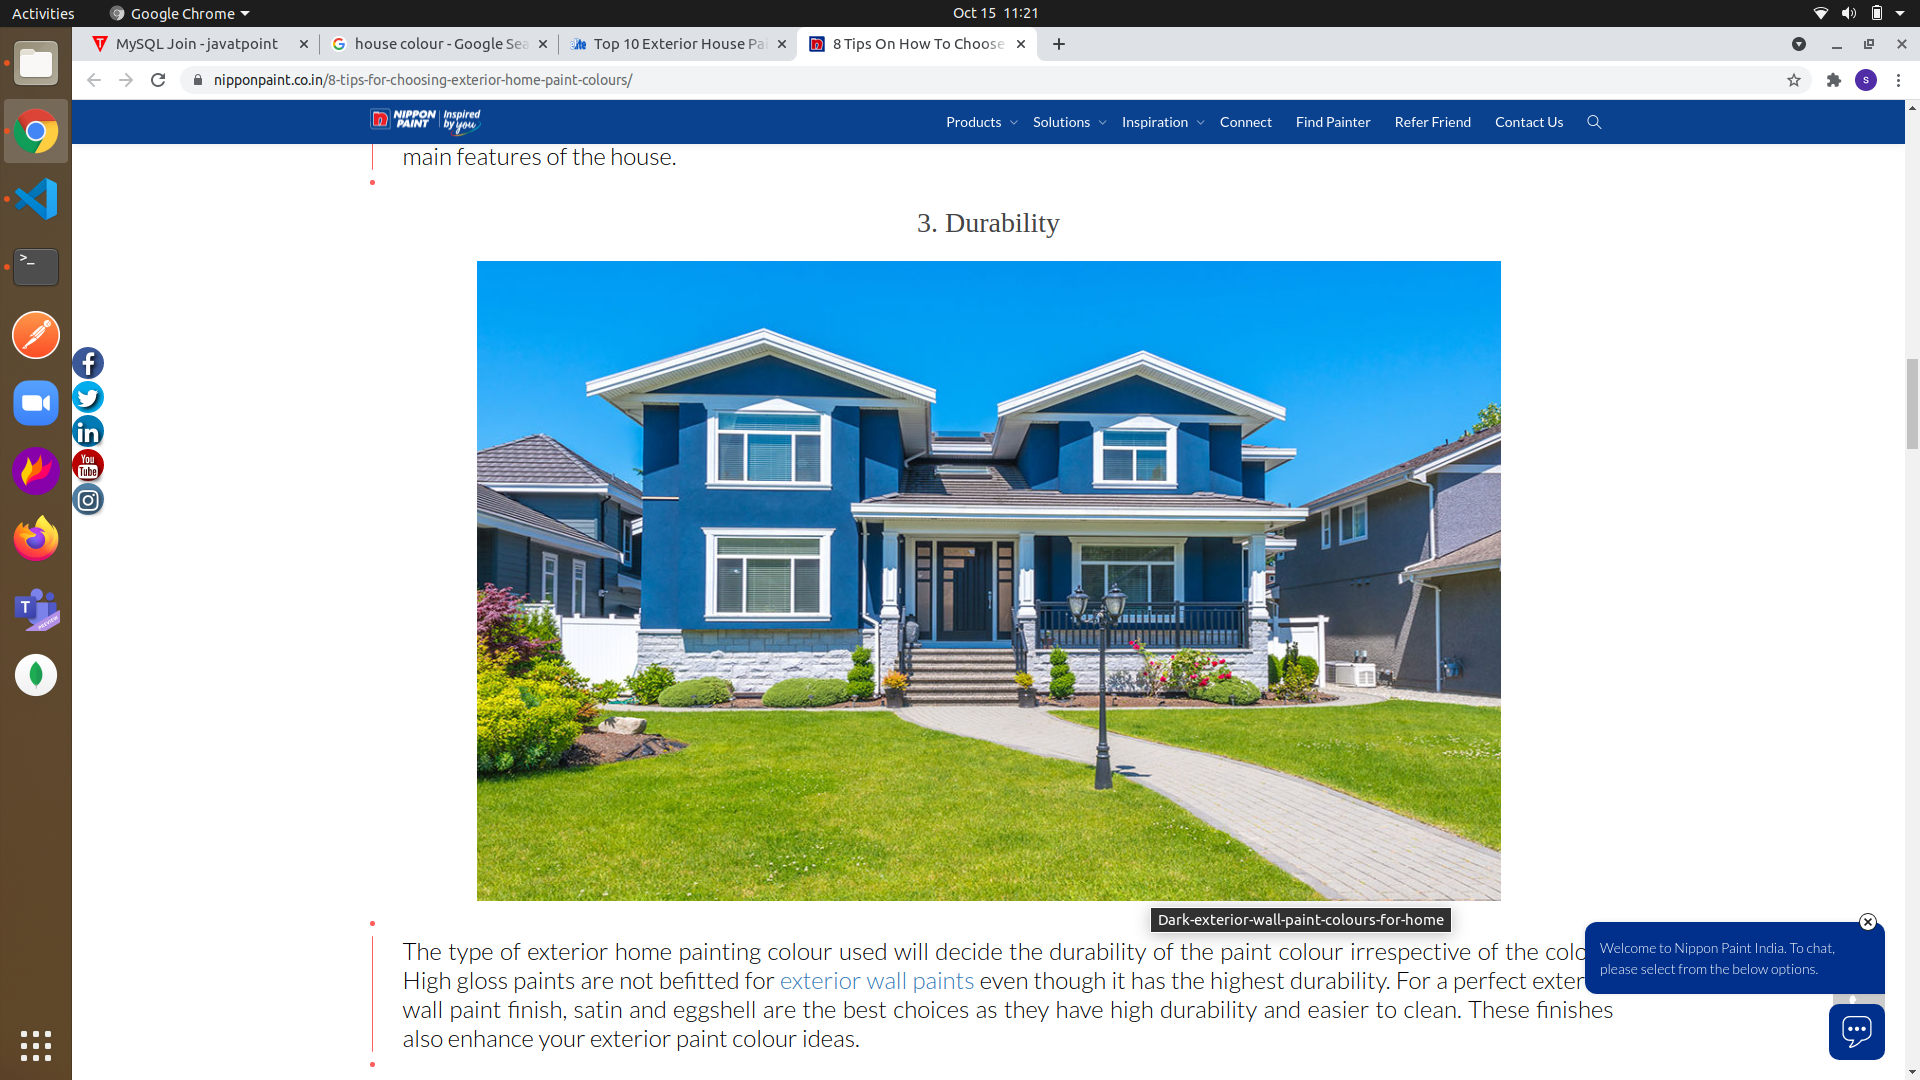 Activities
Google Chrome
Oct 15 11:21
MySQL Join - javatpoint
house colour - Google Sea
Top 10 Exterior House Pai
8 Tips On How To Choose
nipponpaint.co.in/8-tips-for-choosing-exterior-home-paint-colours/
S
NIPPON PAINT Inspired by you
Products
Solutions
Inspiration
Connect
Find Painter
Refer Friend
Contact Us
main features of the house.
3. Durability
You Tube
PREVIEW
Dark-exterior-wall-paint-colours-for-home
The type of exterior home painting colour used will decide the durability of the paint colour irrespective of the colo
High gloss paints are not befitted for exterior wall paints even though it has the highest durability. For a perfect exter
wall paint finish, satin and eggshell are the best choices as they have high durability and easier to clean. These finishes
also enhance your exterior paint colour ideas.
Welcome to Nippon Paint India. To chat,
please select from the below options.